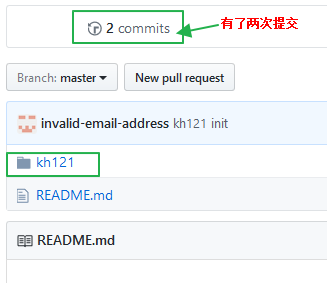 2 commits
有了两次提交
Branch: master
New pull request
invalid-email-address kh121 init
kh121
README.md
README.md